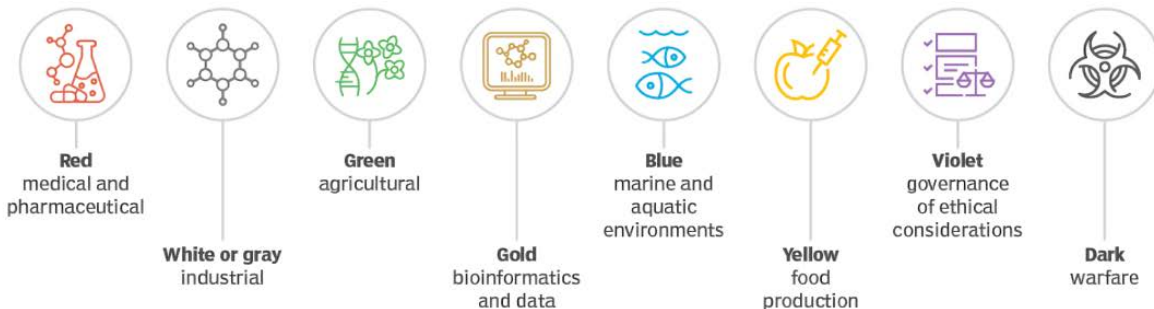 Red
medical and
pharmaceutical
White or gray
industrial
Green
agricultural
Gold
bioinformatics
and data
Blue
marine and
aquatic
environments
Yellow
food
production
Violet
governance
of ethical
considerations
Dark
warfare